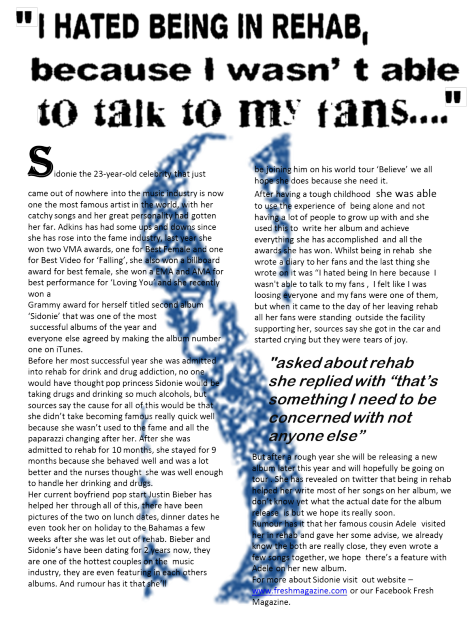 "I HATED BEING IN REHAB,
because I wasn' t able
to talk to my fans...."
Sidonie the 23-year-old celebrity that just
came out of nowhere into the music industry is now
one the most famous artist in the world, with her
catchy songs and her great personality had gotten
her far. Adkins has had some ups and downs since
she has rose into the fame industry, last year she
won two VMA awards, one for Best Female and one
for Best Video for 'Falling', she also won a billboard
award for best female, she won a EMA and AMA for
best performance for 'Loving You' and she recently
won a
Grammy award for herself titled second album
'Sidonie' that was one of the most
successful albums of the year and
everyone else agreed by making the album number
one on iTunes.
Before her most successful year she was admitted
into rehab for drink and drug addiction, no one
would have thought pop princess Sidonie would be
taking drugs and drinking so much alcohols, but
sources say the cause for all of this would be that
she didn't take becoming famous really quick well
because she wasn't used to the fame and all the
paparazzi changing after her. After she was
admitted to rehab for 10 months, she stayed for 9
months because she behaved well and was a lot
better and the nurses thought she was well enough
to handle her drinking and drugs.
Her current boyfriend pop start Justin Bieber has
helped her through all of this, there have been
pictures of the two on lunch dates, dinner dates he
even took her on holiday to the Bahamas a few
weeks after she was let out of rehab. Bieber and
Sidonie's have been dating for 2 years now, they
are one of the hottest couples on the music
industry, they are even featuring in each others
albums. And rumour has it that she'll
be joining him on his world tour 'Believe' we all
hope she does because she need it.
After having a tough childhood she was able
to use the experience of being alone and not
having a lot of people to grow up with and she
used this to write her album and achieve
everything she has accomplished and all the
awards she has won. Whilst being in rehab she
wrote a diary to her fans and the last thing she
wrote on it was "I hated being In here because I
wasn't able to talk to my fans , I felt like I was
loosing everyone and my fans were one of them,
but when it came to the day of her leaving rehab
all her fans were standing outside the facility
supporting her, sources say she got in the car and
started crying but they were tears of joy.
"asked about rehab
she replied with "that's
something I need to be
concerned with not
anyone else"
But after a rough year she will be releasing a new
album later this year and will hopefully be going on
tour. She has revealed on twitter that being in rehab
helped her write most of her songs on her album, we
don't know yet what the actual date for the album
release is but we hope its really soon.
Rumour has it that her famous cousin Adele visited
her in rehab and gave her some advise, we already
know the both are really close, they even wrote a
few songs together, we hope there's a feature with
Adele on her new album.
For more about Sidonie visit out website –
www.freshmagazine.com or our Facebook Fresh
Magazine.